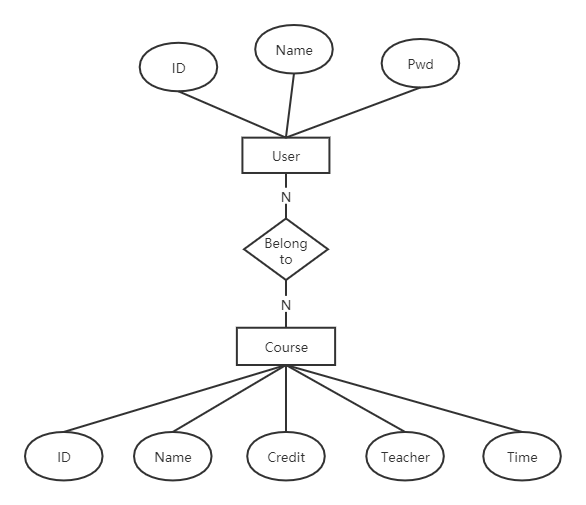 ID
Name
Pwd
User
N
Belong
to
N
Course
ID
Name
Credit
Teacher
Time